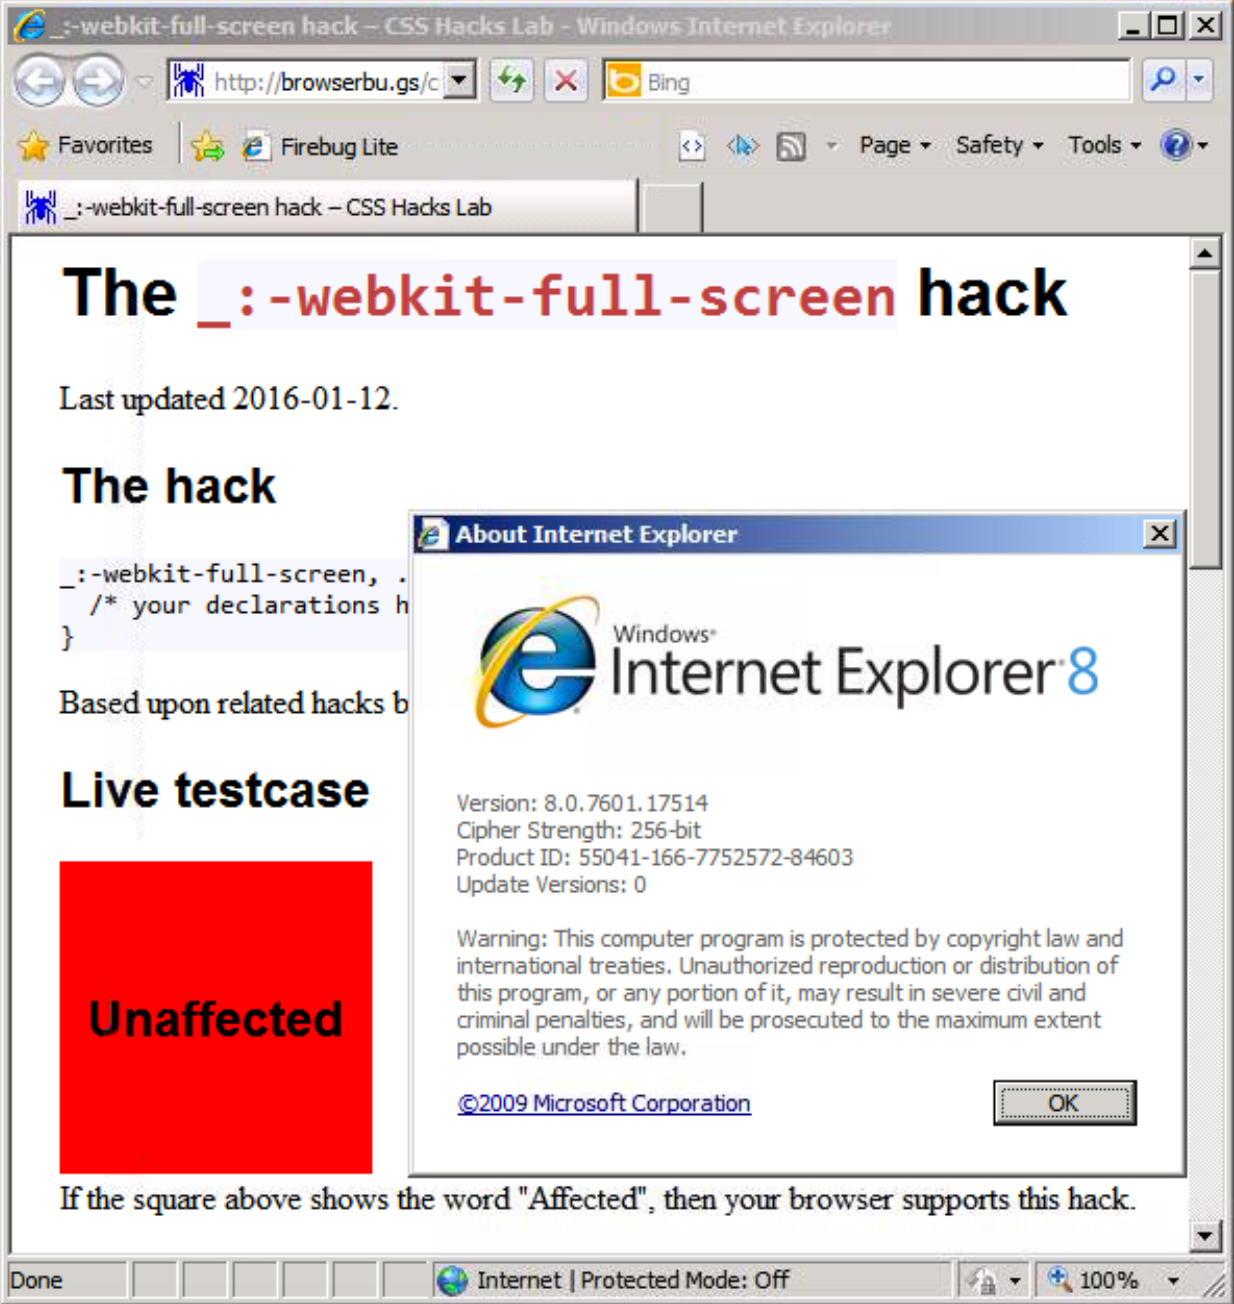 _:-webkit-full-screen hack – CSS Hacks Lab - Windows Internet Explorer
http://browserbu.gs/c
Bing
Favorites
Firebug Lite
Page
Safety
Tools
_:-webkit-full-screen hack – CSS Hacks Lab
The _:-webkit-full-screen hack
Last updated 2016-01-12.
The hack
_:-webkit-full-screen, .
/* your declarations h
}
Based upon related hacks b
Live testcase
Unaffected
If the square above shows the word "Affected", then your browser supports this hack.
About Internet Explorer
Windows®
Internet Explorer 8
Version: 8.0.7601.17514
Cipher Strength: 256-bit
Product ID: 55041-166-7752572-84603
Update Versions: 0
Warning: This computer program is protected by copyright law and
international treaties. Unauthorized reproduction or distribution of
this program, or any portion of it, may result in severe civil and
criminal penalties, and will be prosecuted to the maximum extent
possible under the law.
©2009 Microsoft Corporation
OK
Done
Internet | Protected Mode: Off
100%